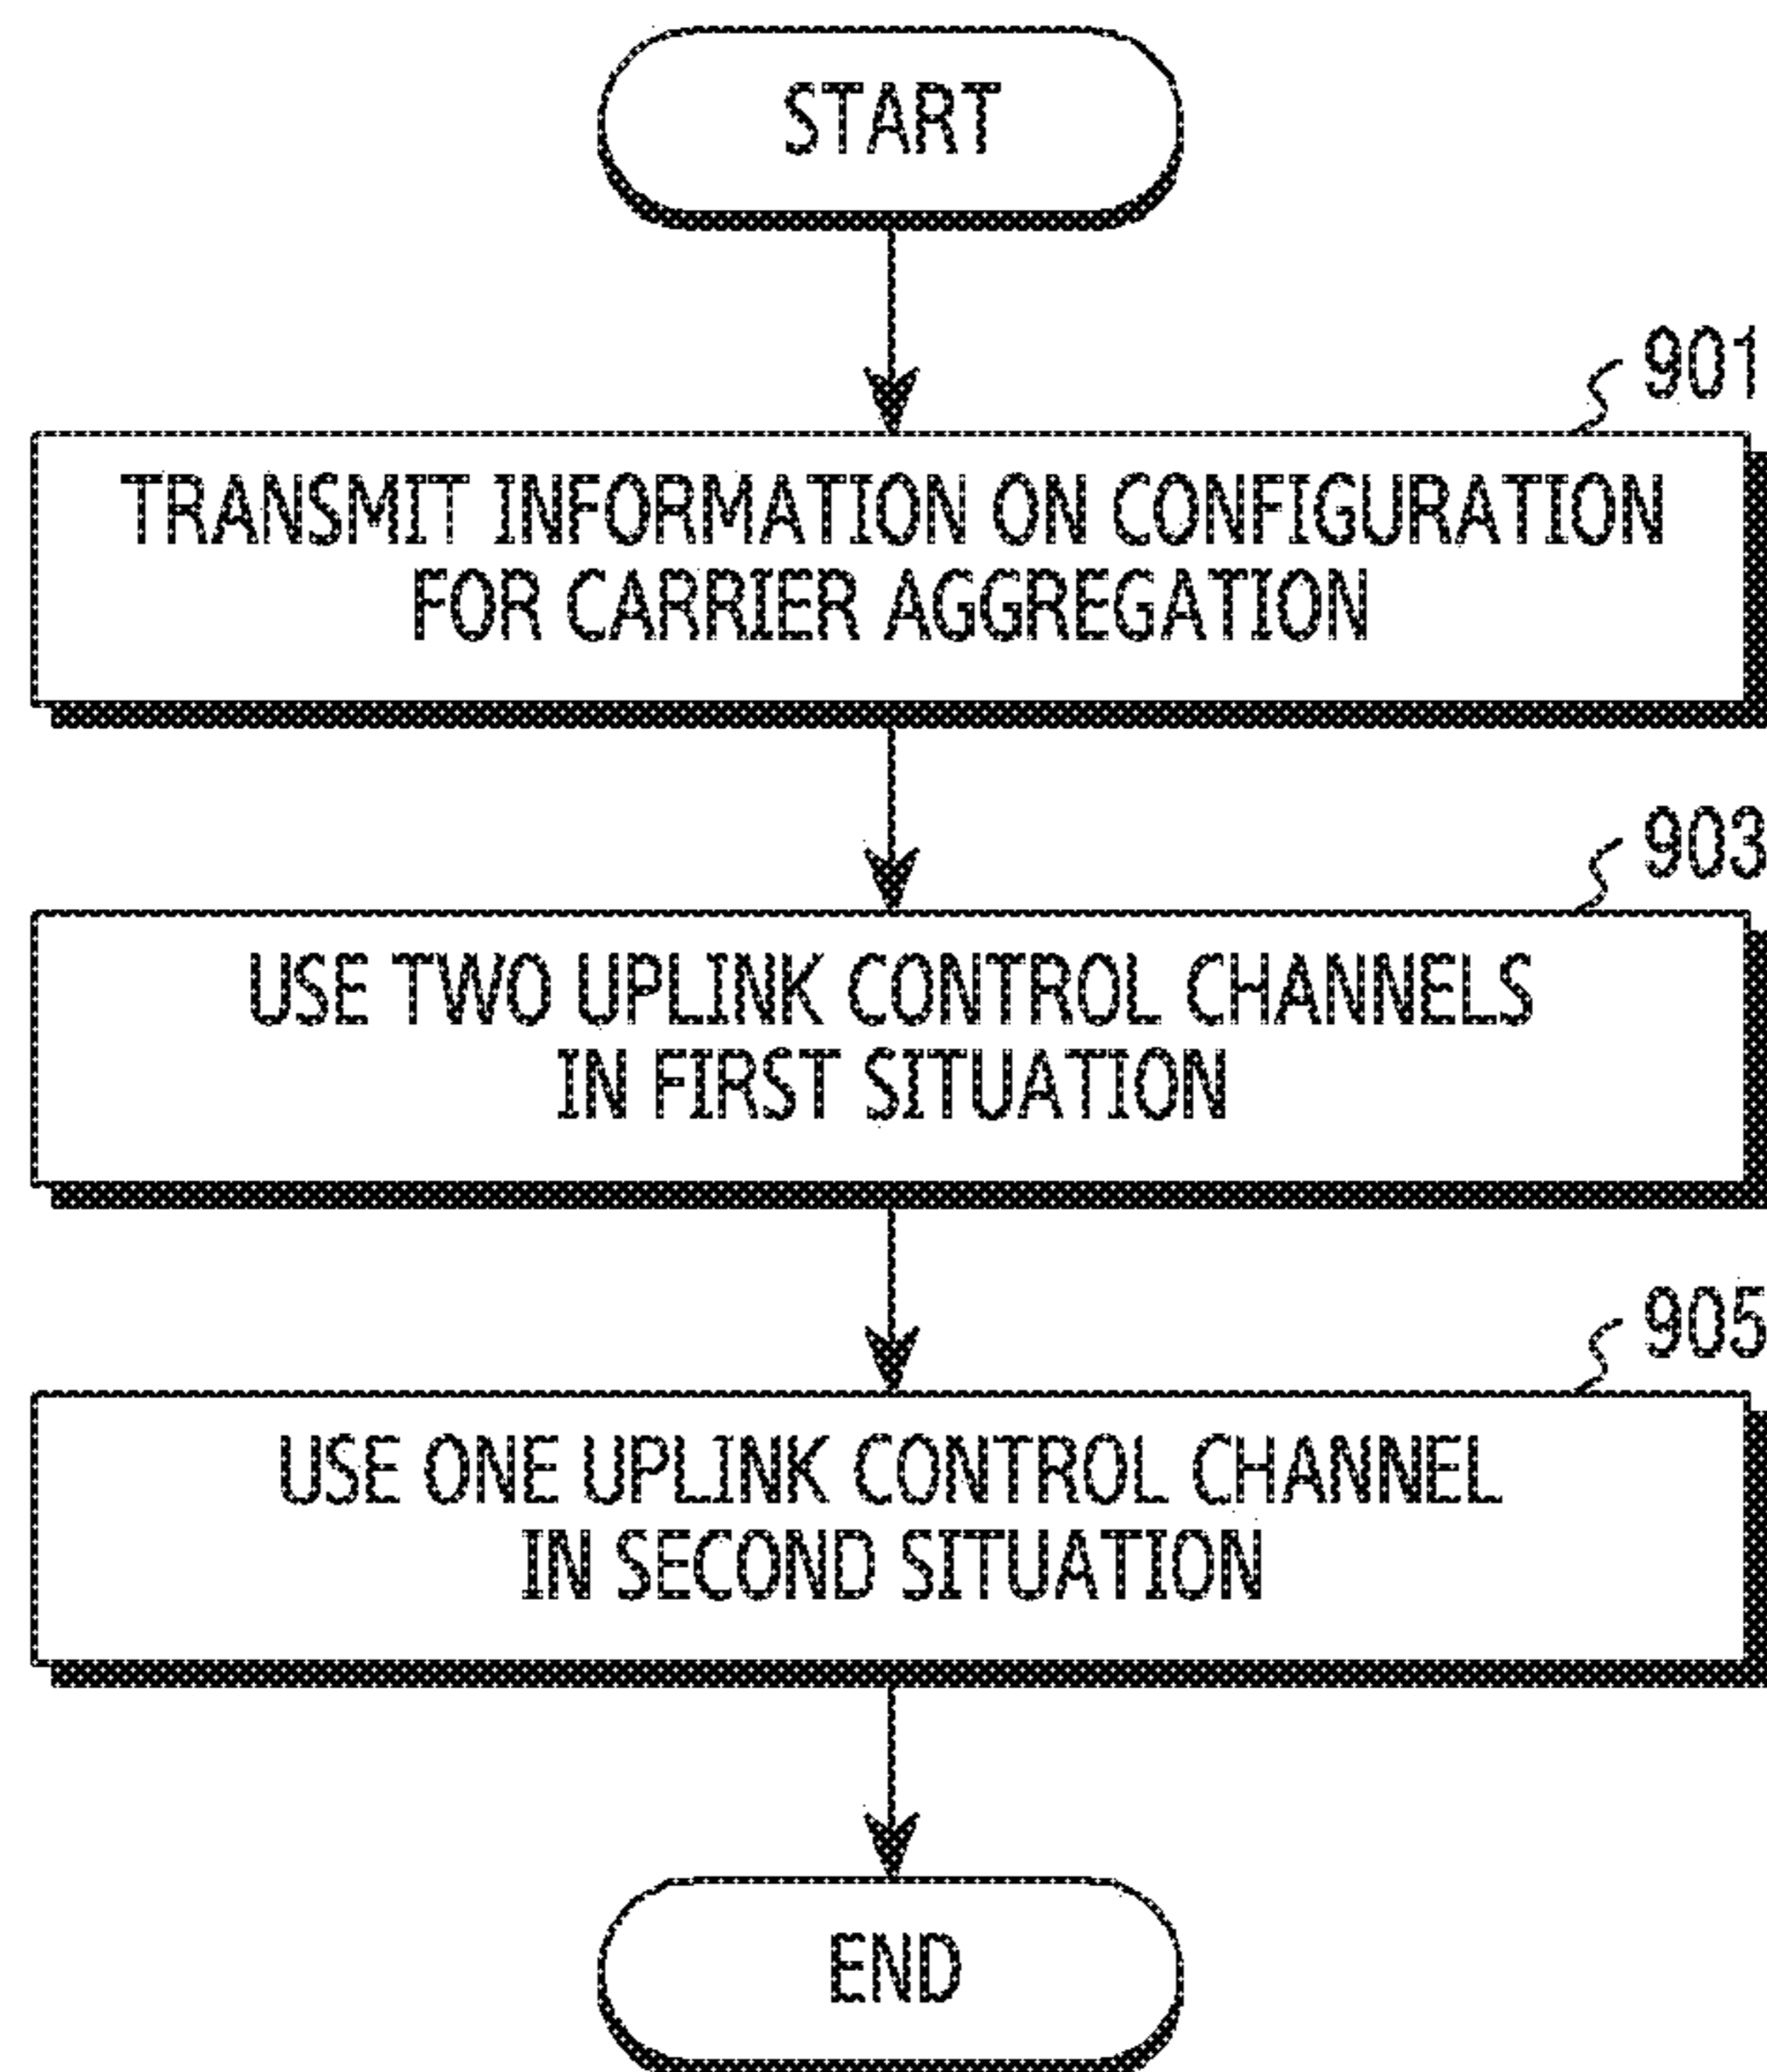 START
901
TRANSMIT INFORMATION ON CONFIGURATION
FOR CARRIER AGGREGATION
903
USE TWO UPLINK CONTROL CHANNELS
IN FIRST SITUATION
905
USE ONE UPLINK CONTROL CHANNEL
IN SECOND SITUATION
END